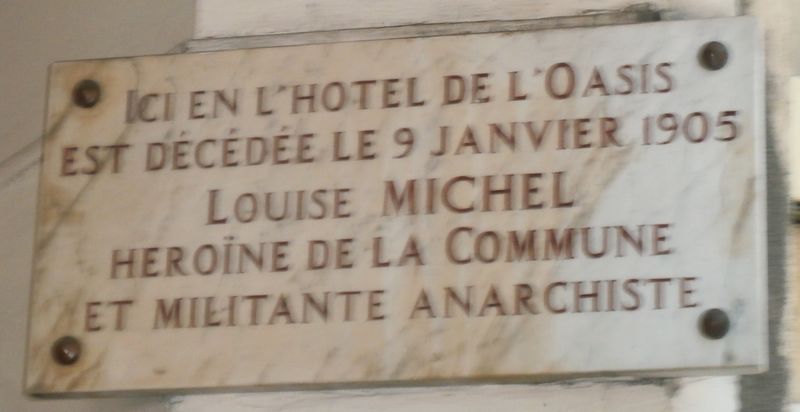 ICI EN L'HOTEL DE L'OASIS
EST DÉCÉDÉE LE 9 JANVIER 1905
LOUISE MICHEL
HEROÏNE DE LA COMMUNE
ET MILITANTE ANARCHISTE